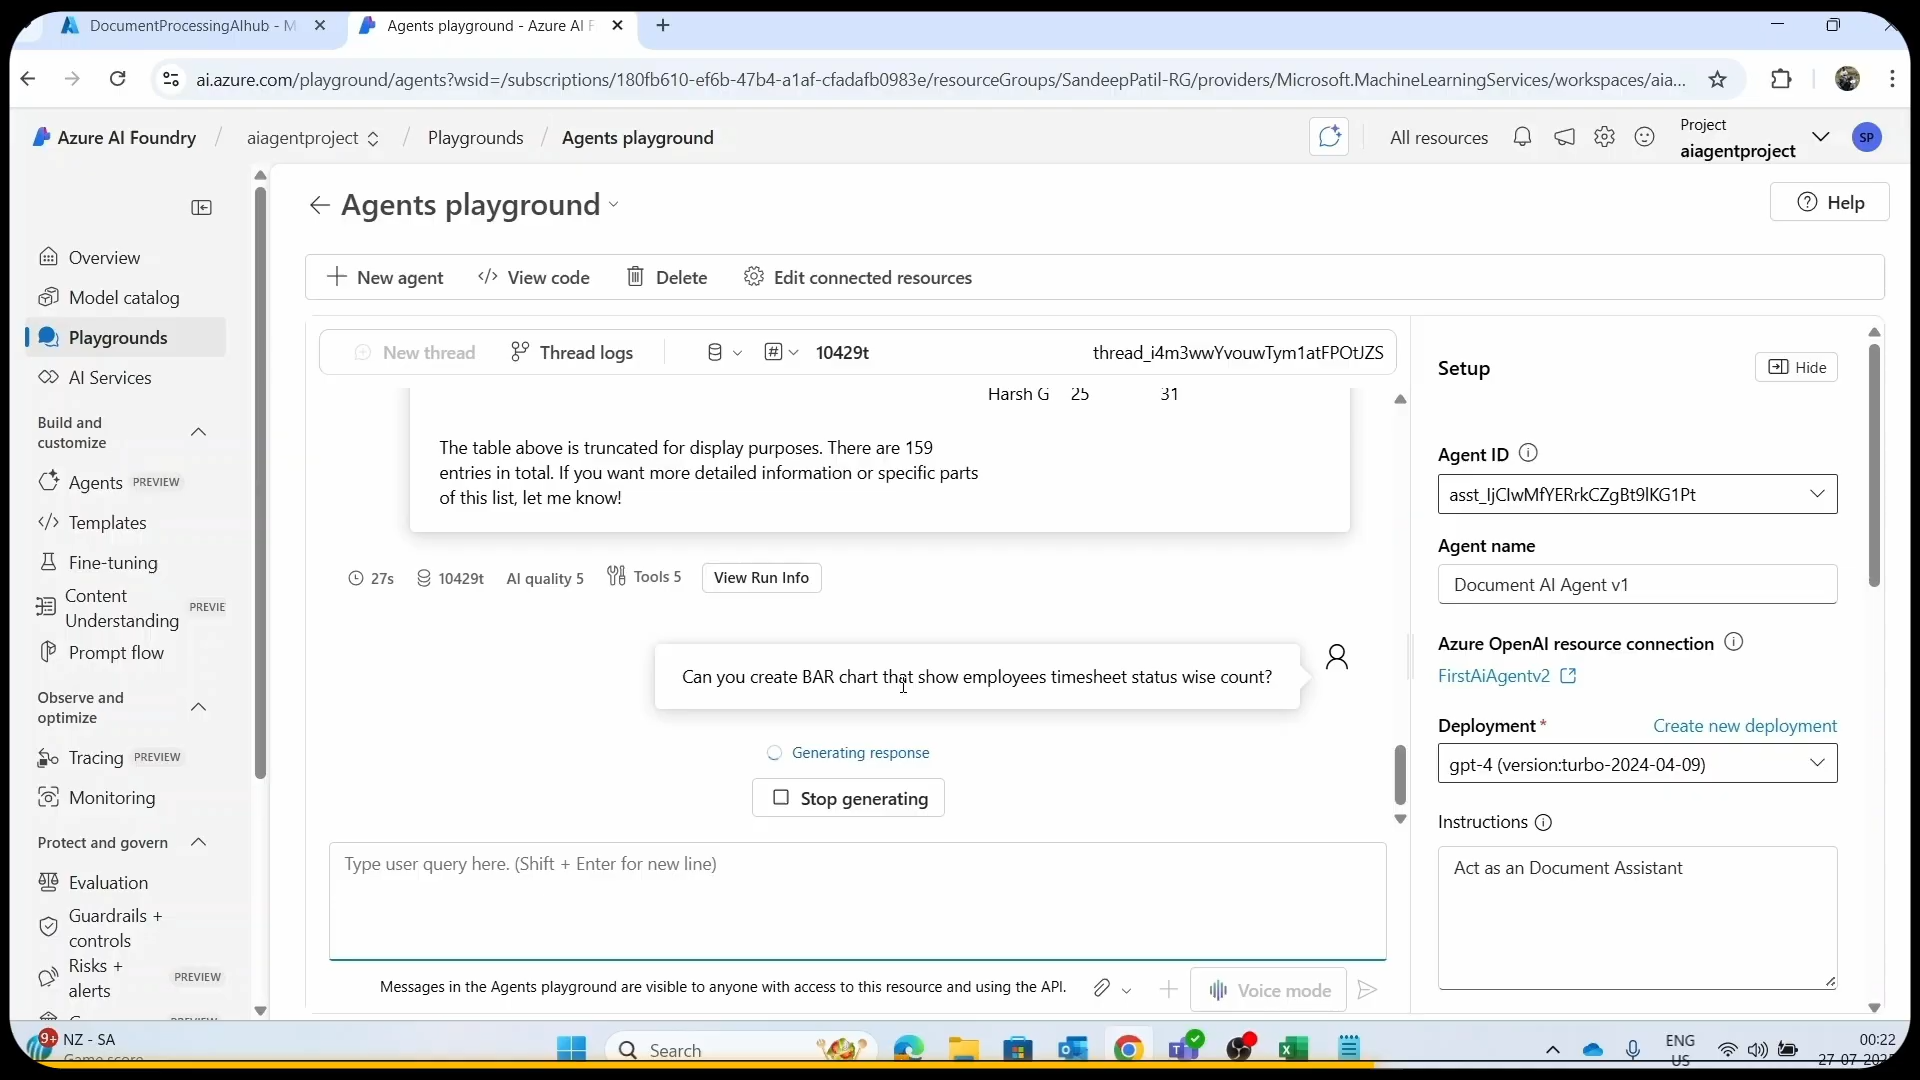 DocumentProcessingAIhub - M
Agents playground - Azure AI F
ai.azure.com/playground/agents?wsid=/subscriptions/180fb610-ef6b-47b4-a1af-cfadafb0983e/resourceGroups/SandeepPatil-RG/providers/Microsoft.MachineLearningServices/workspaces/aia...
Azure AI Foundry / aiagentproject / Playgrounds / Agents playground
All resources
Project
aiagentproject
SP
Agents playground
Help
New agent
View code
Delete
Edit connected resources
Overview
Model catalog
Playgrounds
AI Services
Build and
customize
Agents PREVIEW
Templates
Fine-tuning
Content
Understanding PREVIE
Prompt flow
Observe and
optimize
Tracing PREVIEW
Monitoring
Protect and govern
Evaluation
Guardrails +
controls
Risks +
alerts PREVIEW
New thread
Thread logs
10429t
thread_i4m3wwYvouwTym1atFPOtJZS
Harsh G 25 31
The table above is truncated for display purposes. There are 159
entries in total. If you want more detailed information or specific parts
of this list, let me know!
27s
10429t
AI quality 5
Tools 5
View Run Info
Can you create BAR chart that show employees timesheet status wise count?
Generating response
Stop generating
Type user query here. (Shift + Enter for new line)
Messages in the Agents playground are visible to anyone with access to this resource and using the API.
Voice mode
Setup
Hide
Agent ID
asst_IjCIwMfYERrkCZgBt9lKG1Pt
Agent name
Document AI Agent v1
Azure OpenAI resource connection
FirstAiAgentv2
Deployment *
Create new deployment
gpt-4 (version:turbo-2024-04-09)
Instructions
Act as an Document Assistant
9+
NZ - SA
Game score
Search
ENG
US
00:22